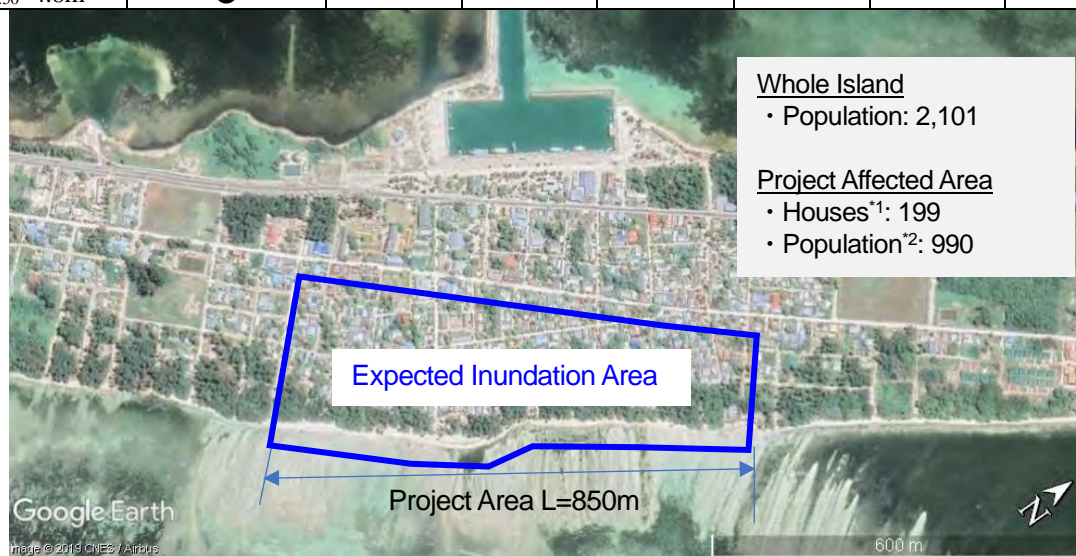 Whole Island
・Population: 2,101
Project Affected Area
・Houses*1: 199
・Population*2: 990
Expected Inundation Area
Project Area L=850m
Google Earth
Image © 2019 CNES / Airbus
600 m
N